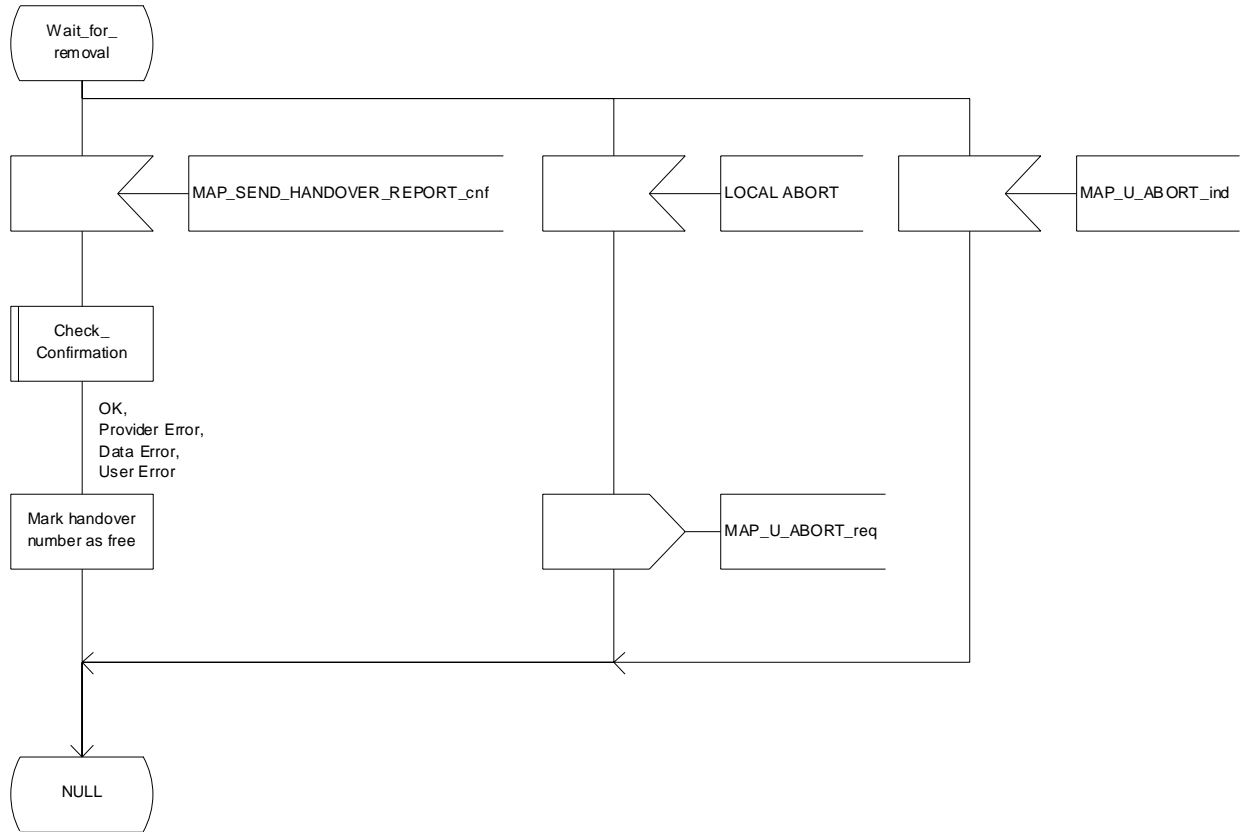 Wait_for_
removal
MAP_SEND_HANDOVER_REPORT_cnf
LOCAL ABORT
MAP_U_ABORT_ind
Check_
Confirmation
OK,
Provider Error,
Data Error,
User Error
Mark handover
number as free
MAP_U_ABORT_req
NULL